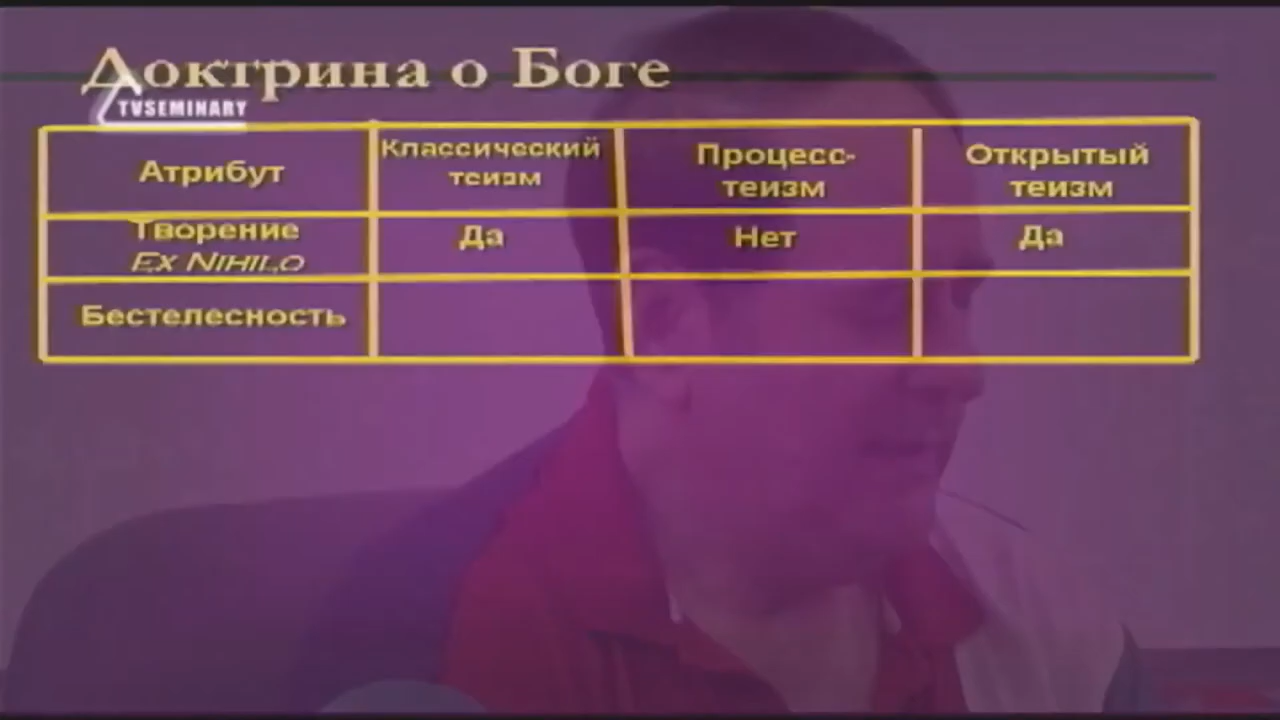 Доктрина о Боге
TVSEMINARY
Атрибут
Классический
теизм
Процесс-
теизм
Открытый
теизм
Творение
EX NIHILO
Да
Нет
Да
Бестелесность